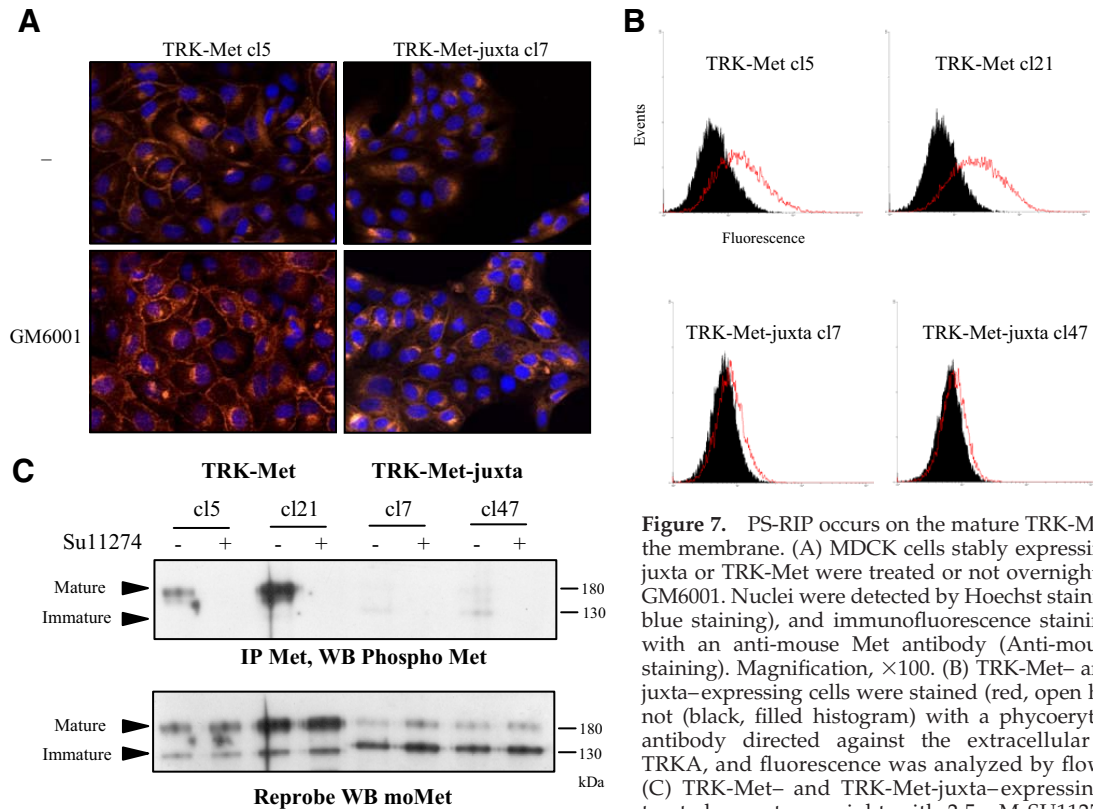 A
TRK-Met cl5
TRK-Met-juxta cl7
–
GM6001
B
TRK-Met cl5
TRK-Met cl21
Events
Fluorescence
TRK-Met-juxta cl7
TRK-Met-juxta cl47
C
TRK-Met
TRK-Met-juxta
cl5
cl21
cl7
cl47
Su11274
- + - + - + - +
Mature
180
Immature
130
IP Met, WB Phospho Met
Mature
180
Immature
130
kDa
Reprobe WB moMet
Figure 7. PS-RIP occurs on the mature TRK-M
the membrane. (A) MDCK cells stably expressi
juxta or TRK-Met were treated or not overnight
GM6001. Nuclei were detected by Hoechst staini
blue staining), and immunofluorescence stainin
with an anti-mouse Met antibody (Anti-mou
staining). Magnification, ×100. (B) TRK-Met– a
juxta–expressing cells were stained (red, open h
not (black, filled histogram) with a phycoeryt
antibody directed against the extracellular
TRKA, and fluorescence was analyzed by flow
(C) TRK-Met– and TRK-Met-juxta–expressin